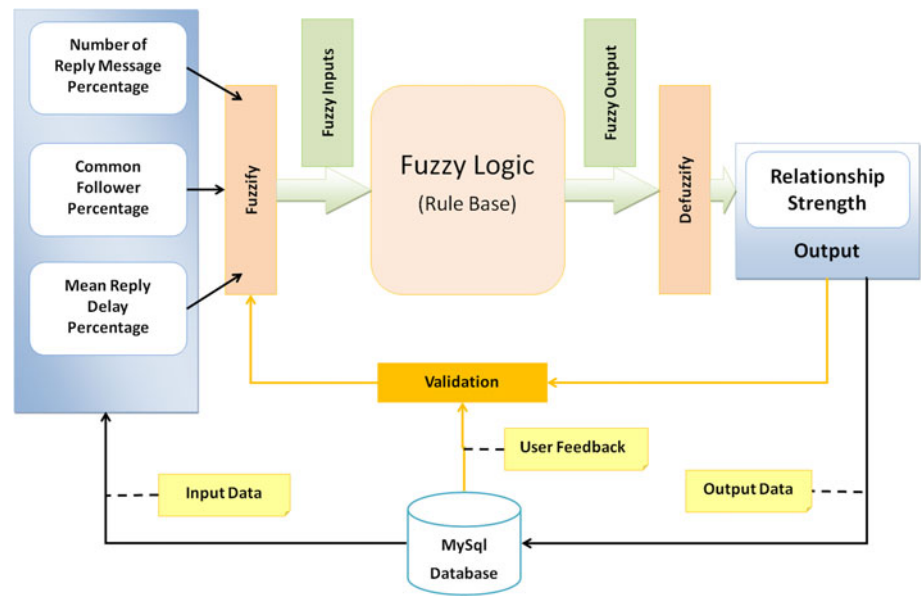 Number of
Reply Message
Percentage
Common
Follower
Percentage
Mean Reply
Delay
Percentage
Fuzzify
Fuzzy Inputs
Fuzzy Logic
(Rule Base)
Fuzzy Output
Defuzzify
Relationship
Strength
Output
Validation
User Feedback
Input Data
Output Data
MySql
Database